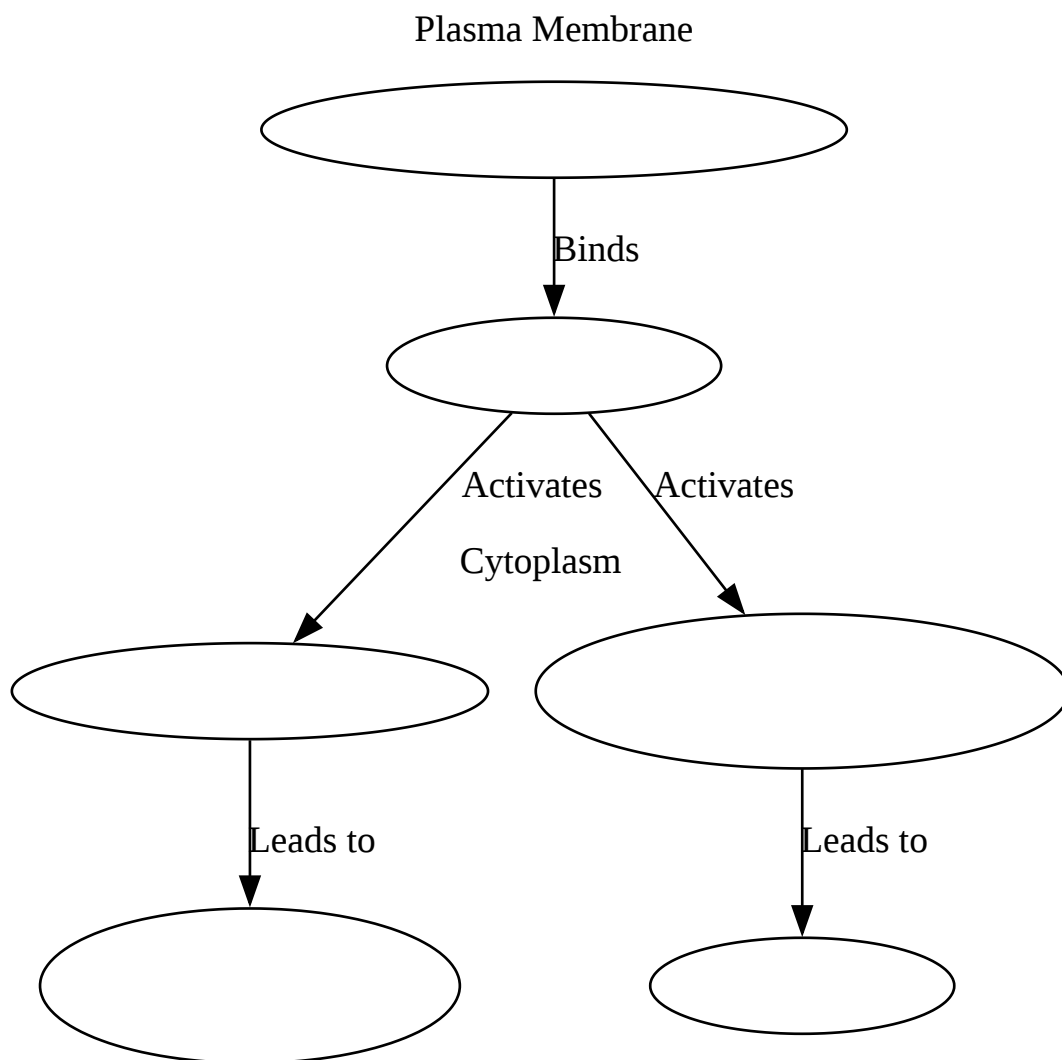 Plasma Membrane
Binds
Activates
Activates
Cytoplasm
Leads to
Leads to